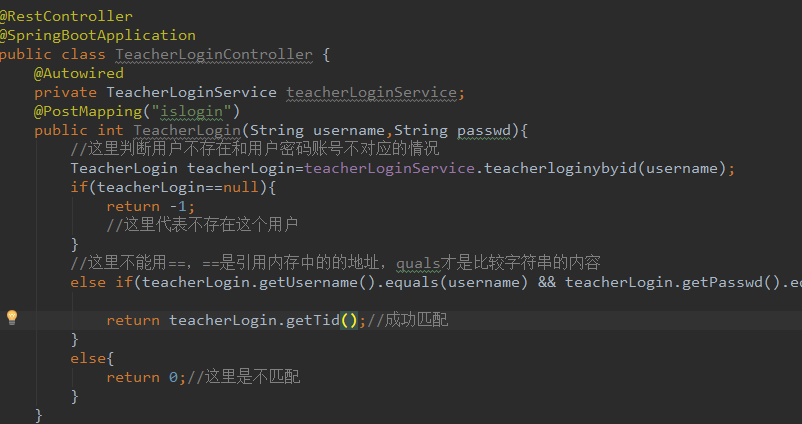 @RestController
@SpringBootApplication
public class TeacherLoginController {
@Autowired
private TeacherLoginService teacherLoginService;
@PostMapping("islogin")
public int TeacherLogin(String username,String passwd){
//这里判断用户不存在和用户密码账号不对应的情况
TeacherLogin teacherLogin=teacherLoginService.teacherloginybyid(username);
if(teacherLogin==null){
return -1;
//这里代表不存在这个用户
}
//这里不能用==，==是引用内存中的的地址，quals才是比较字符串的内容
else if(teacherLogin.getUsername().equals(username) && teacherLogin.getPasswd().e
return teacherLogin.getTid();//成功匹配
}
else{
return 0;//这里是不匹配
}
}